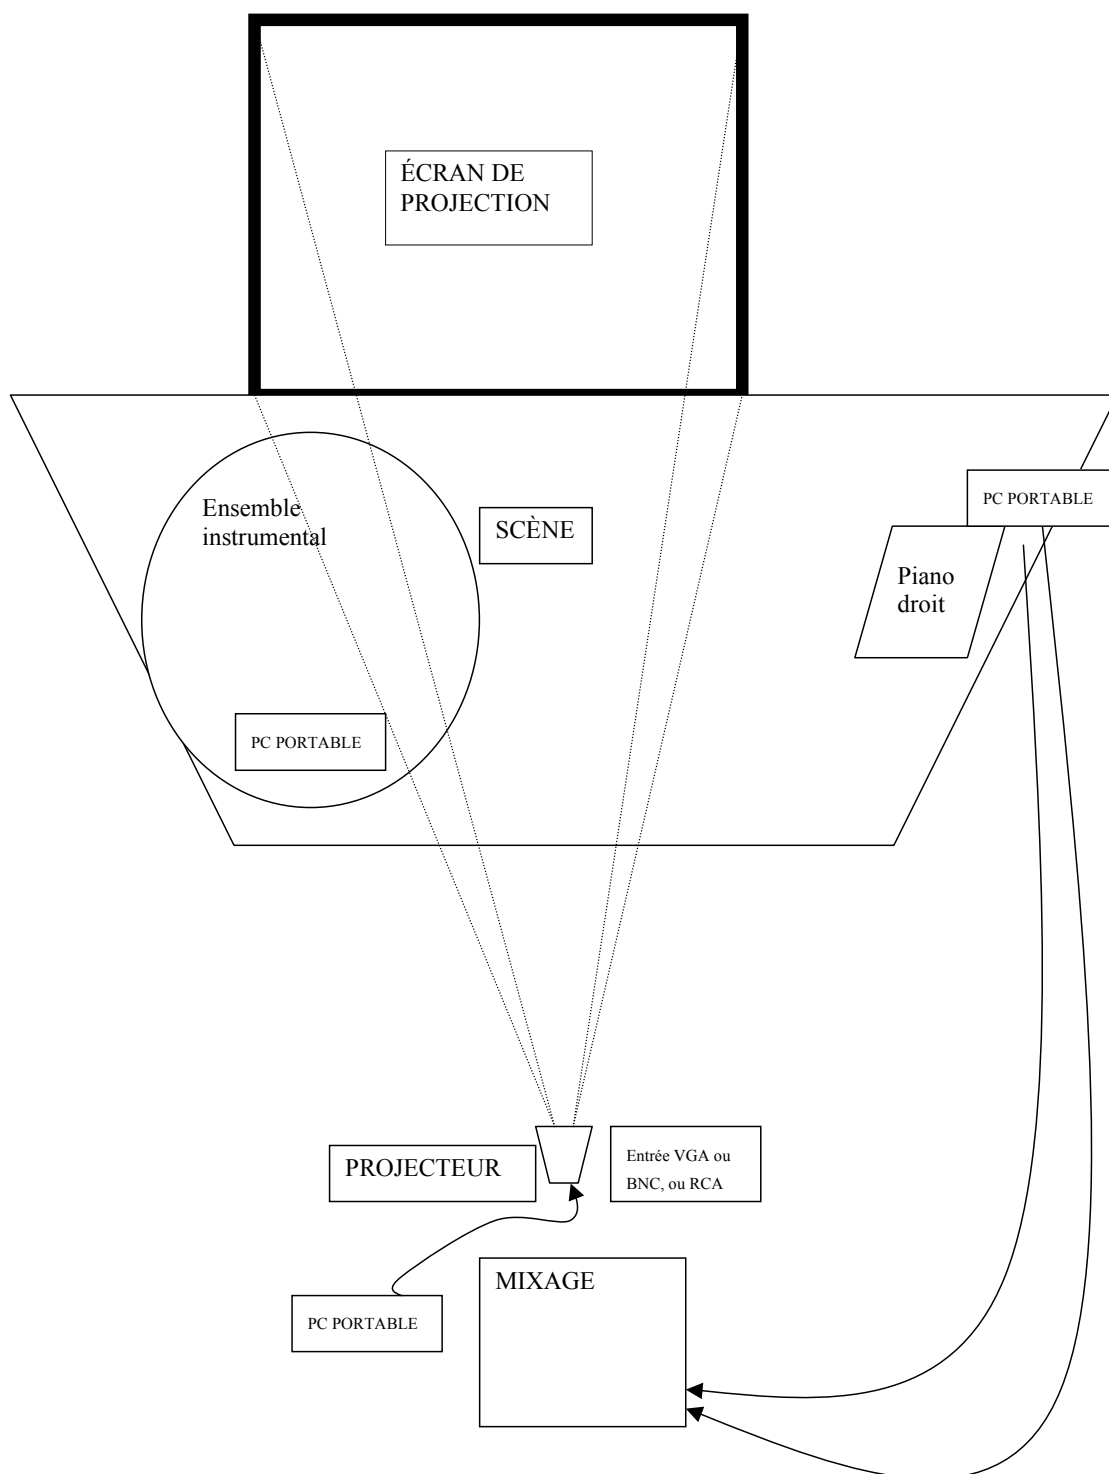 ÉCRAN DE
PROJECTION
PC PORTABLE
Ensemble
instrumental
SCÈNE
Piano
droit
PC PORTABLE
PROJECTEUR
Entrée VGA ou
BNC, ou RCA
MIXAGE
PC PORTABLE